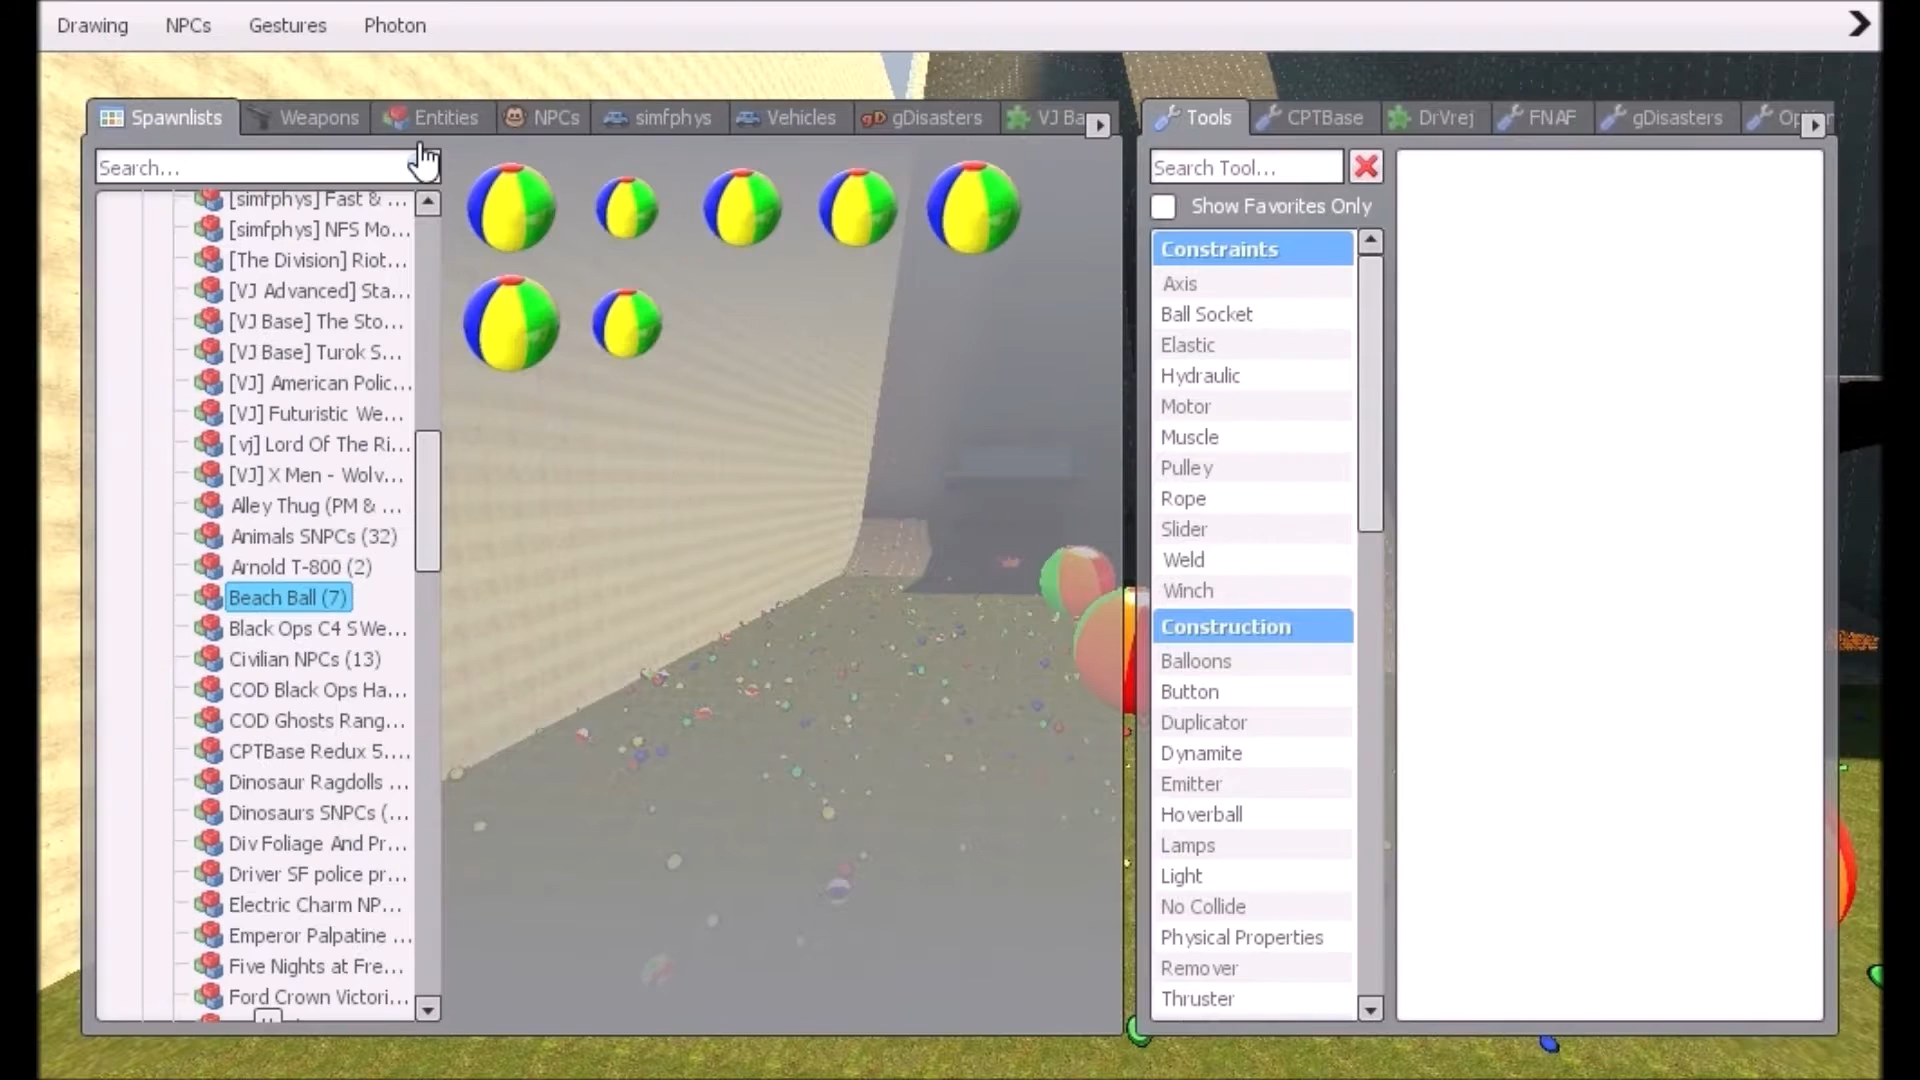 Drawing NPCs Gestures Photon
Spawnlists Weapons Entities NPCs simfphys Vehicles gDisasters VJ Ba
Search...
[simfphys] Fast & ...
[simfphys] NFS Mo...
[The Division] Riot...
[VJ Advanced] Sta...
[VJ Base] The Sto...
[VJ Base] Turok S...
[VJ] American Polic...
[VJ] Futuristic We...
[vj] Lord Of The Ri...
[VJ] X Men - Wolv...
Alley Thug (PM & ...
Animals SNPCs (32)
Arnold T-800 (2)
Beach Ball (7)
Black Ops C4 SWe...
Civilian NPCs (13)
COD Black Ops Ha...
COD Ghosts Rang...
CPTBase Redux 5....
Dinosaur Ragdolls ...
Dinosaurs SNPCs (...
Div Foliage And Pr...
Driver SF police pr...
Electric Charm NP...
Emperor Palpatine ...
Five Nights at Fre...
Ford Crown Victori...
Tools CPTBase DrVrej FNAF gDisasters
Search Tool...
Show Favorites Only
Constraints
Axis
Ball Socket
Elastic
Hydraulic
Motor
Muscle
Pulley
Rope
Slider
Weld
Winch
Construction
Balloons
Button
Duplicator
Dynamite
Emitter
Hoverball
Lamps
Light
No Collide
Physical Properties
Remover
Thruster